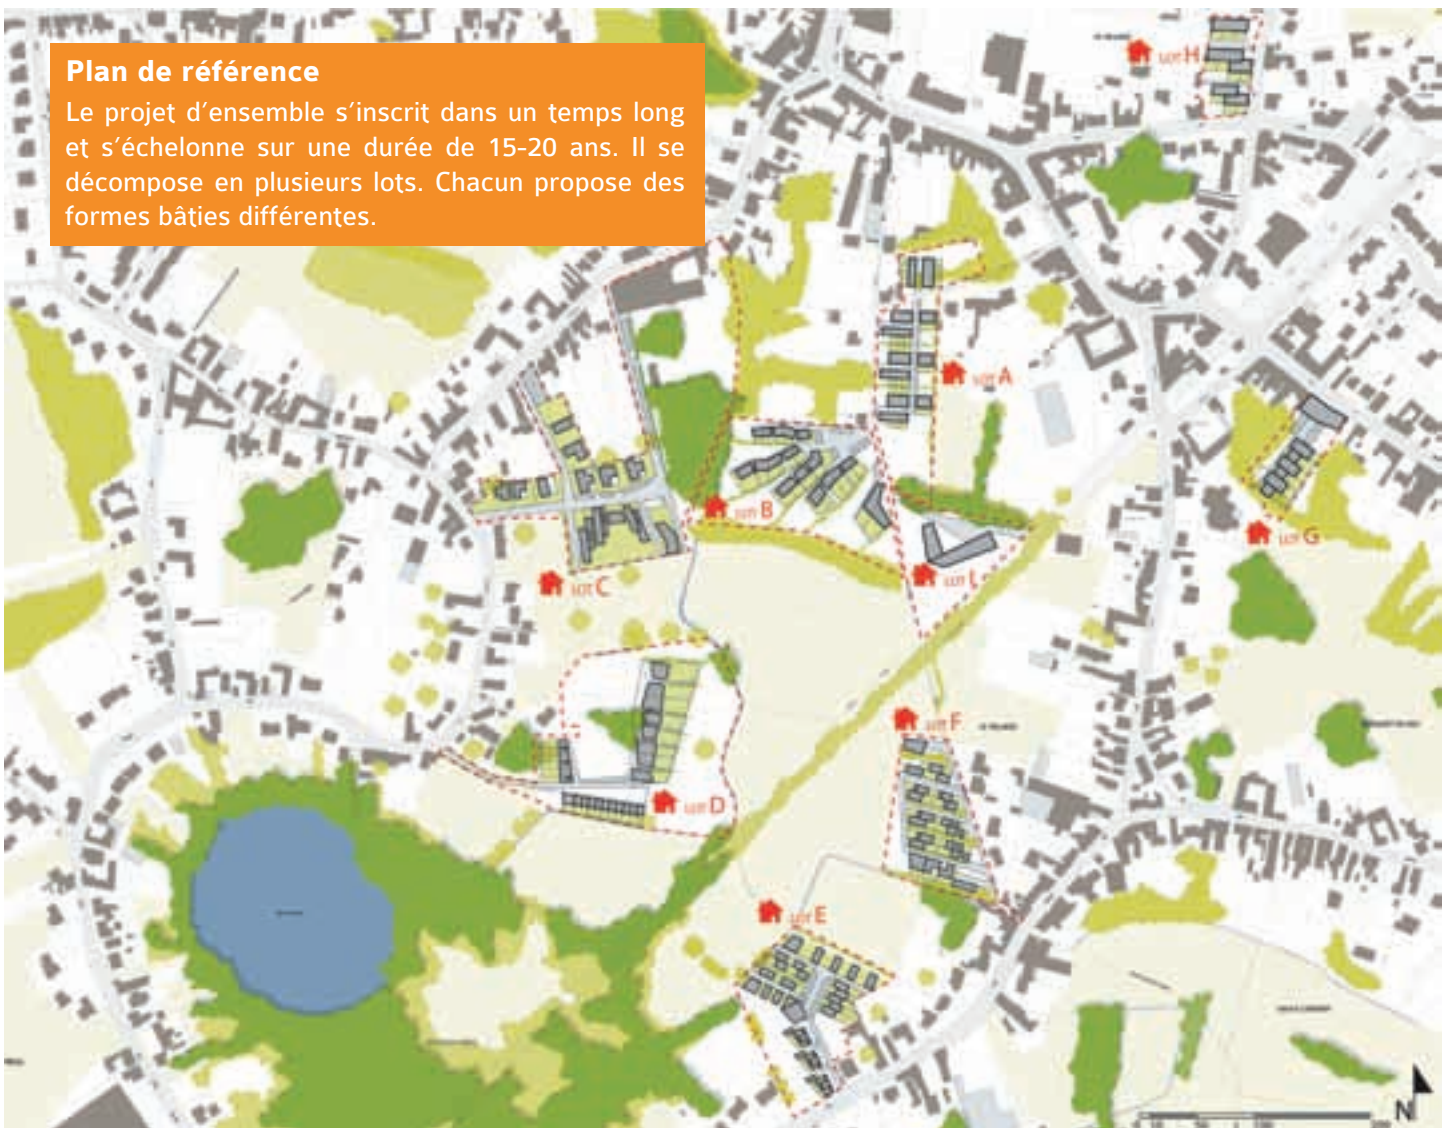 Plan de référence
Le projet d'ensemble s'inscrit dans un temps long
et s'échelonne sur une durée de 15-20 ans. Il se
décompose en plusieurs lots. Chacun propose des
formes bâties différentes.
LOT H
LOT A
LOT B
LOT G
LOT C
LOT I
LOT F
LOT D
LOT E
N